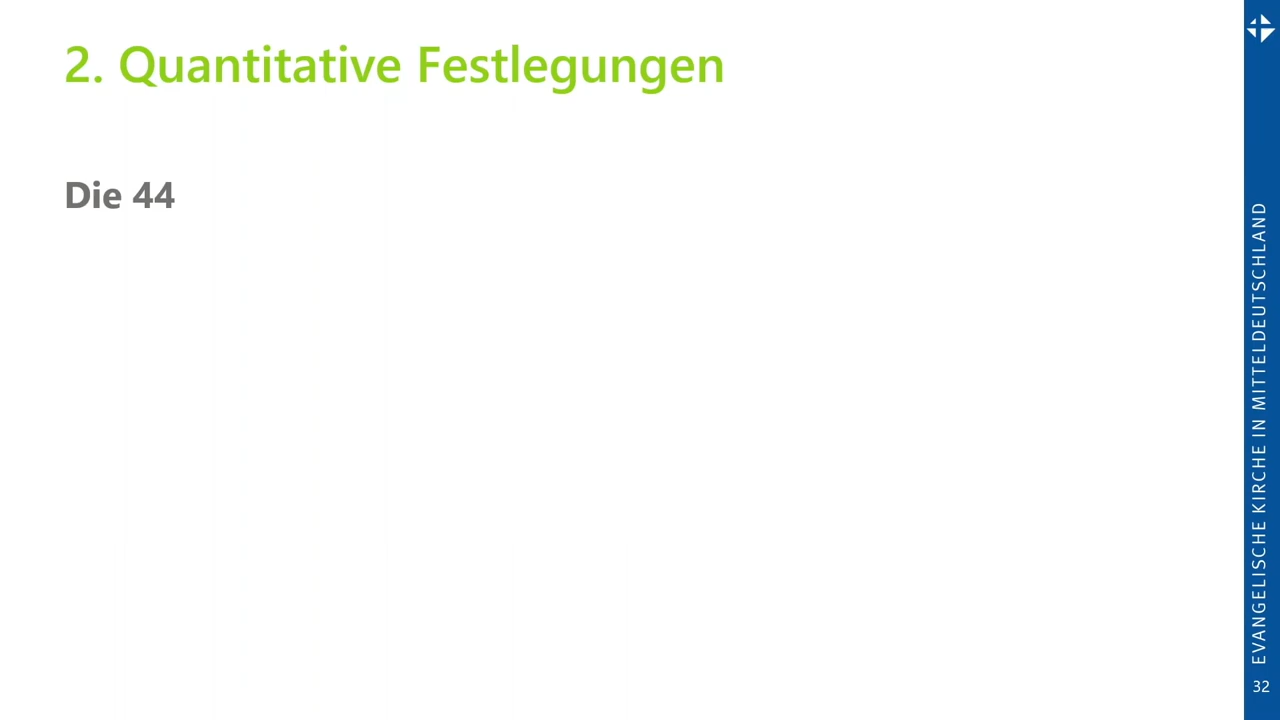 2. Quantitative Festlegungen
Die 44
EVANGELISCHE KIRCHE IN MITTELDEUTSCHLAND
32